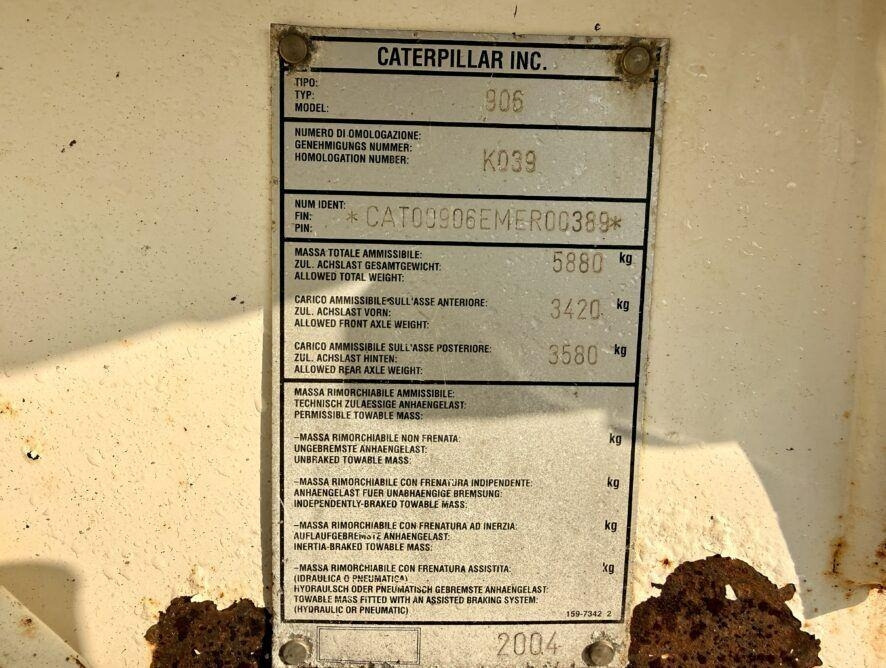 CATERPILLAR INC.
TIPO:
TYP:
MODEL: 906
NUMERO DI OMOLOGAZIONE:
GENEHMIGUNGS NUMMER:
HOMOLOGATION NUMBER: K039
NUM IDENT:
FIN: *CAT00906EMER00389*
PIN:
MASSA TOTALE AMMISSIBILE:
ZUL. ACHSLAST GESAMTGEWICHT: 5880 kg
ALLOWED TOTAL WEIGHT:
CARICO AMMISSIBILE SULL'ASSE ANTERIORE:
ZUL. ACHSLAST VORN: 3420 kg
ALLOWED FRONT AXLE WEIGHT:
CARICO AMMISSIBILE SULL'ASSE POSTERIORE:
ZUL. ACHSLAST HINTEN: 3580 kg
ALLOWED REAR AXLE WEIGHT:
MASSA RIMORCHIABILE AMMISSIBILE:
TECHNISCH ZULAESSIGE ANHAENGELAST:
PERMISSIBLE TOWABLE MASS:
-MASSA RIMORCHIABILE NON FRENATA: kg
UNGEBREMSTE ANHAENGELAST:
UNBRAKED TOWABLE MASS:
-MASSA RIMORCHIABILE CON FRENATURA INDIPENDENTE: kg
ANHAENGELAST FUER UNABHAENGIGE BREMSUNG:
INDEPENDENTLY-BRAKED TOWABLE MASS:
-MASSA RIMORCHIABILE CON FRENATURA AD INERZIA: kg
AUFLAUFGEBREMSTE ANHAENGELAST:
INERTIA-BRAKED TOWABLE MASS:
-MASSA RIMORCHIABILE CON FRENATURA ASSISTITA: kg
(IDRAULICA O PNEUMATICA)
HYDRAULSCH ODER PNEUMATISCH GEBREMSTE ANHAENGELAST:
TOWABLE MASS FITTED WITH AN ASSISTED BRAKING SYSTEM:
(HYDRAULIC OR PNEUMATIC) 159-7342 2
2004